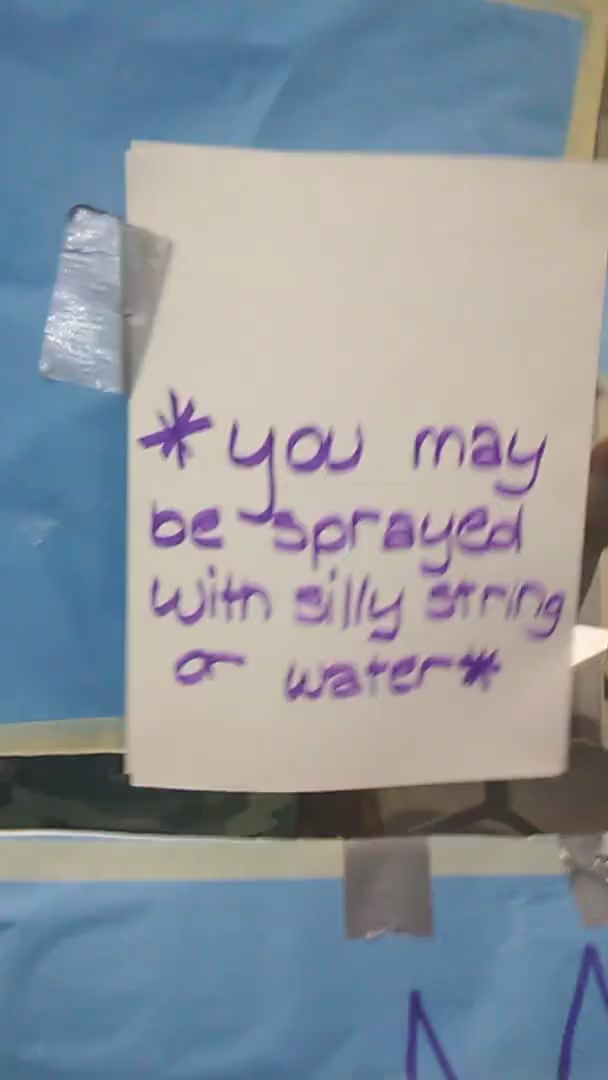 *you may
be sprayed
with silly string
or water*